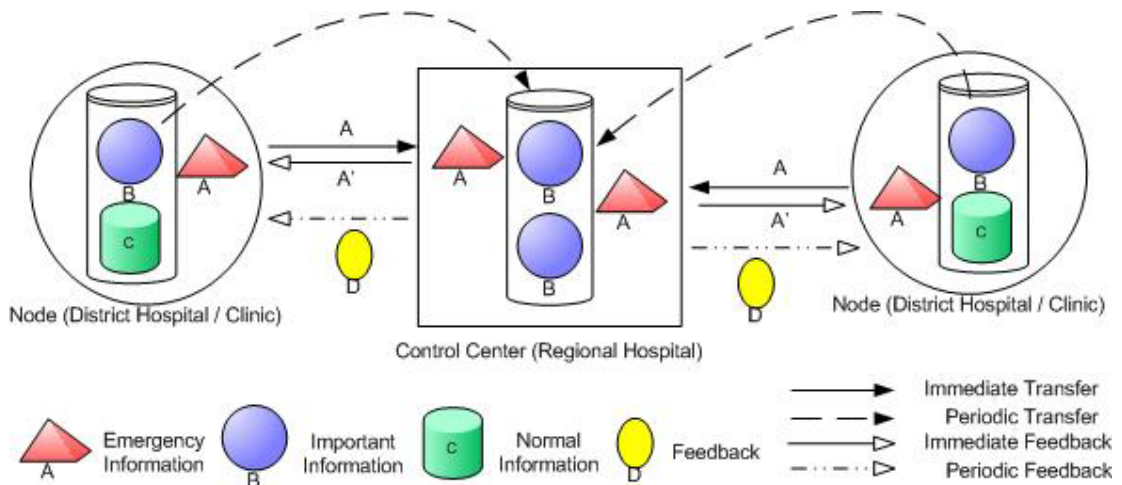 A
A'
B
A
C
D
Node (District Hospital / Clinic)
A
B
A
B
Control Center (Regional Hospital)
A
A'
D
B
A
C
Node (District Hospital / Clinic)
A
Emergency
Information
B
Important
Information
C
Normal
Information
D
Feedback
Immediate Transfer
Periodic Transfer
Immediate Feedback
Periodic Feedback